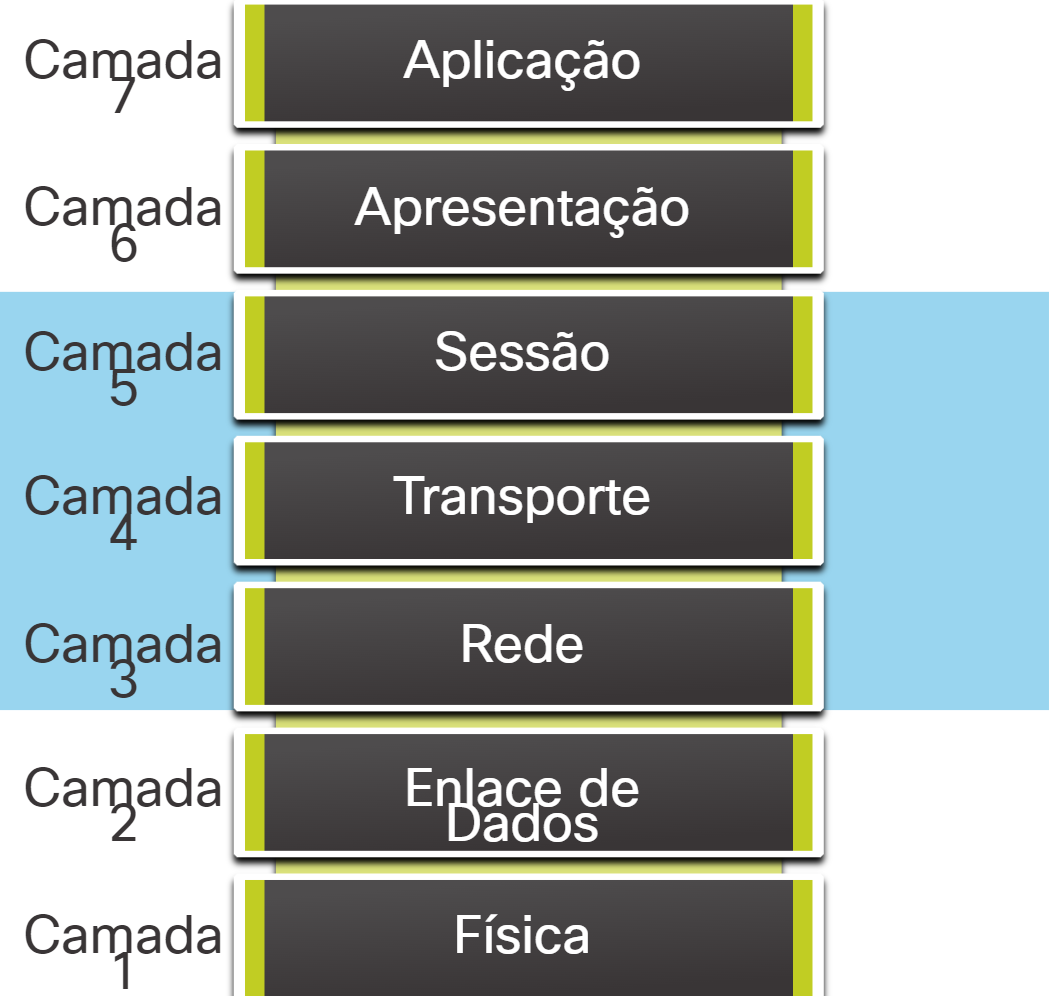 Camada
7
Aplicação
Camada
6
Apresentação
Camada
5
Sessão
Camada
4
Transporte
Camada
3
Rede
Camada
2
Enlace de
Dados
Camada
1
Física